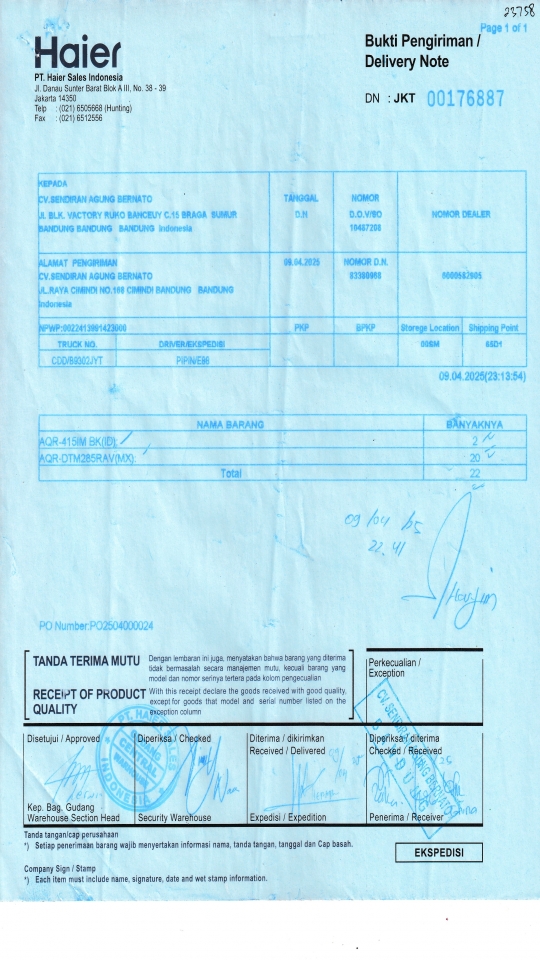 23758
Page 1 of 1
Haier
Bukti Pengiriman /
Delivery Note
PT. Haier Sales Indonesia
Jl. Danau Sunter Barat Blok A III, No. 38 - 39
Jakarta 14350
Telp : (021) 6505668 (Hunting)
Fax : (021) 6512556
DN : JKT 00176887
KEPADA
CV.SENDIRAN AGUNG BERNATO
JL BLK. VACTORY RUKO BANCEUY C.15 BRAGA SUMUR
BANDUNG BANDUNG BANDUNG Indonesia
TANGGAL
D.N
NOMOR
D.O.V/SO
10487208
NOMOR DEALER
ALAMAT PENGIRIMAN
CV.SENDIRAN AGUNG BERNATO
JL.RAYA CIMINDI NO.100 CIMINDI BANDUNG BANDUNG
Indonesia
09.04.2025
NOMOR D.N.
NPWP:
PKP
BPKP
Storege Location
Shipping Point
TRUCK NO.
DRIVER/EKSPEDISI
PIPIN/E86
09.04.2025(23:13:54)
NAMA BARANG
BANYAKNYA
AQR-415IM BK(ID):
2
AQR-DTM285RAV(MX):
20
Total
22
09/04 25
22.41
PO Number:PO2504000024
TANDA TERIMA MUTU
Dengan lembaran ini juga, menyatakan bahwa barang yang diterima
tidak bermasalah secara manajemen mutu, kecuali barang yang
model dan nomor serinya tertera pada kolom pengecualian
RECEIPT OF PRODUCT
QUALITY
With this receipt declare the goods received with good quality,
except for goods that model and serial number listed on the
exception column
Perkecualian /
Exception
Disetujui / Approved
Diperiksa / Checked
Diterima / dikirimkan
Received / Delivered
Diperiksa / diterima
Checked / Received
CENTRAL
INDONESIA
Kep. Bag. Gudang
Warehouse Section Head
Security Warehouse
Expedisi / Expedition
Penerima / Receiver
Tanda tangan/cap perusahaan
*) Setiap penerimaan barang wajib menyertakan informasi nama, tanda tangan, tanggal dan Cap basah.
EKSPEDISI
Company Sign / Stamp
*) Each item must include name, signature, date and wet stamp information.